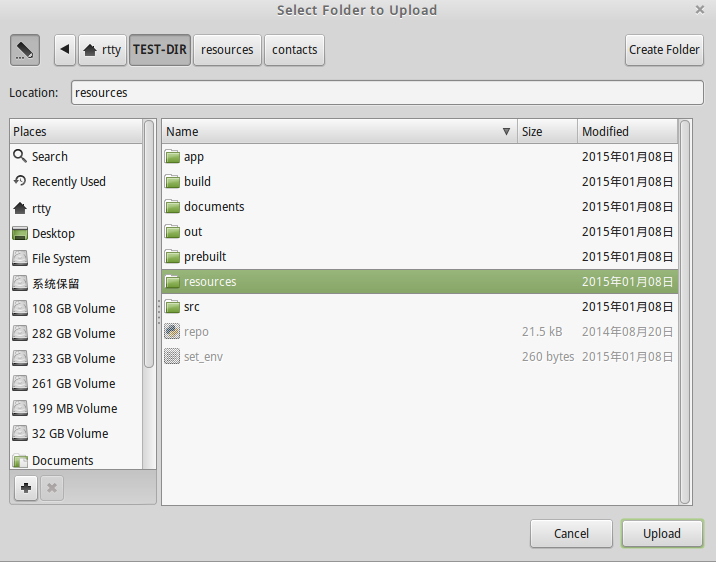 Select Folder to Upload
rtty TEST-DIR resources contacts Create Folder
Location: resources
Places
Search
Recently Used
rtty
Desktop
File System
系统保留
108 GB Volume
282 GB Volume
233 GB Volume
261 GB Volume
199 MB Volume
32 GB Volume
Documents
Name Size Modified
app 2015年01月08日
build 2015年01月08日
documents 2015年01月08日
out 2015年01月08日
prebuilt 2015年01月08日
resources 2015年01月08日
src 2015年01月08日
repo 21.5 kB 2014年08月20日
set_env 260 bytes 2015年01月08日
Cancel Upload